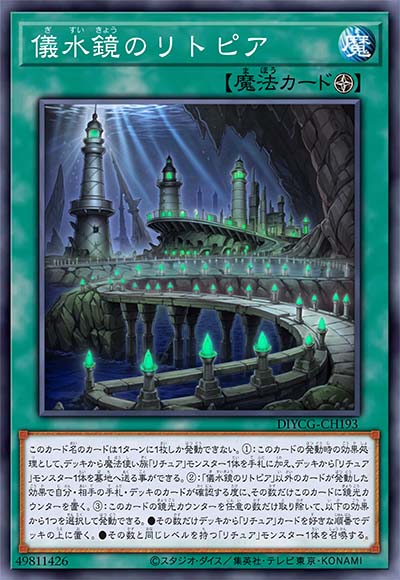 儀水鏡のリトピア
【魔法カード】
DIYCG-CH193
このカード名のカードは1ターンに1枚しか発動できない。①:このカードの発動時の効果処
理として、デッキから魔法使い族「リチュア」モンスター1体を手札に加え、デッキから「リチュア」モン
スター1体を墓地へ送る事ができる。②:「儀水鏡のリトピア」以外のカードが発動した
効果で自分・相手の手札・デッキのカードが確認する度に、その数だけこのカードに鏡光カ
ウンターを置く。③:このカードの鏡光カウンターを任意の数だけ取り除いて、以下の効果
から1つを選択して発動できる。●その数だけデッキから「リチュア」カードを好きな順番でデ
ッキの上に置く。●その数と同じレベルを持つ「リチュア」モンスター1体を召喚する。
49811426
©スタジオ・ダイス/集英社・テレビ東京・KONAMI